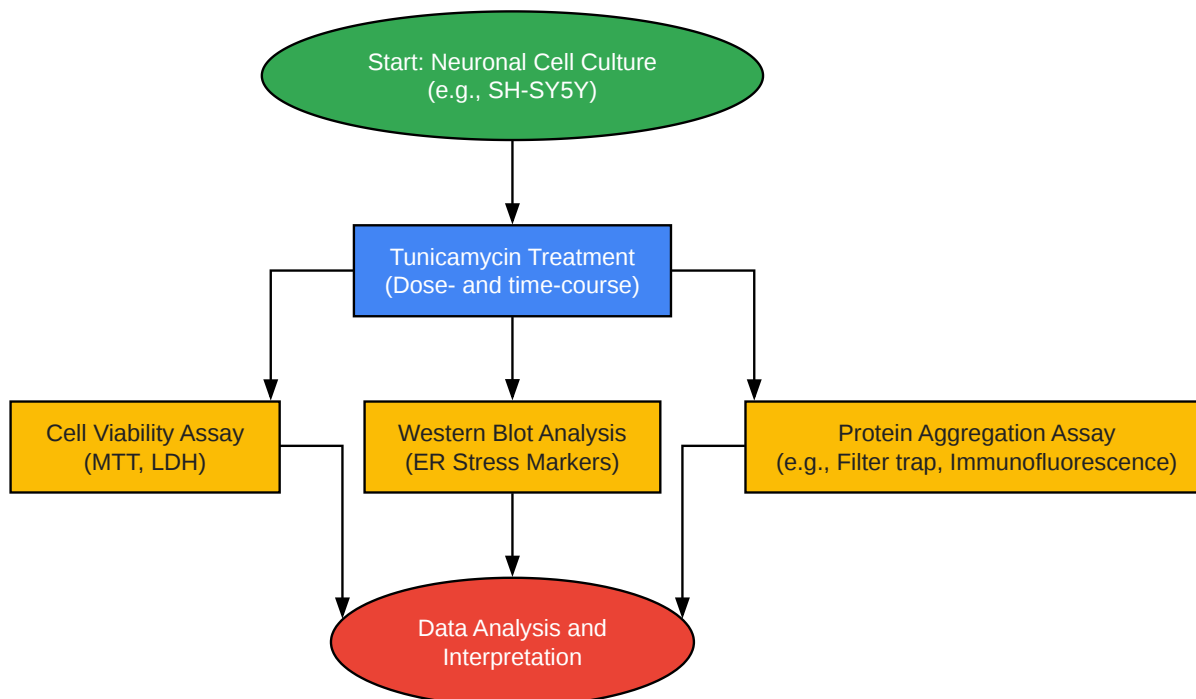 Start: Neuronal Cell Culture
(e.g., SH-SY5Y)
Tunicamycin Treatment
(Dose- and time-course)
Cell Viability Assay
(MTT, LDH)
Western Blot Analysis
(ER Stress Markers)
Protein Aggregation Assay
(e.g., Filter trap, Immunofluorescence)
Data Analysis and
Interpretation